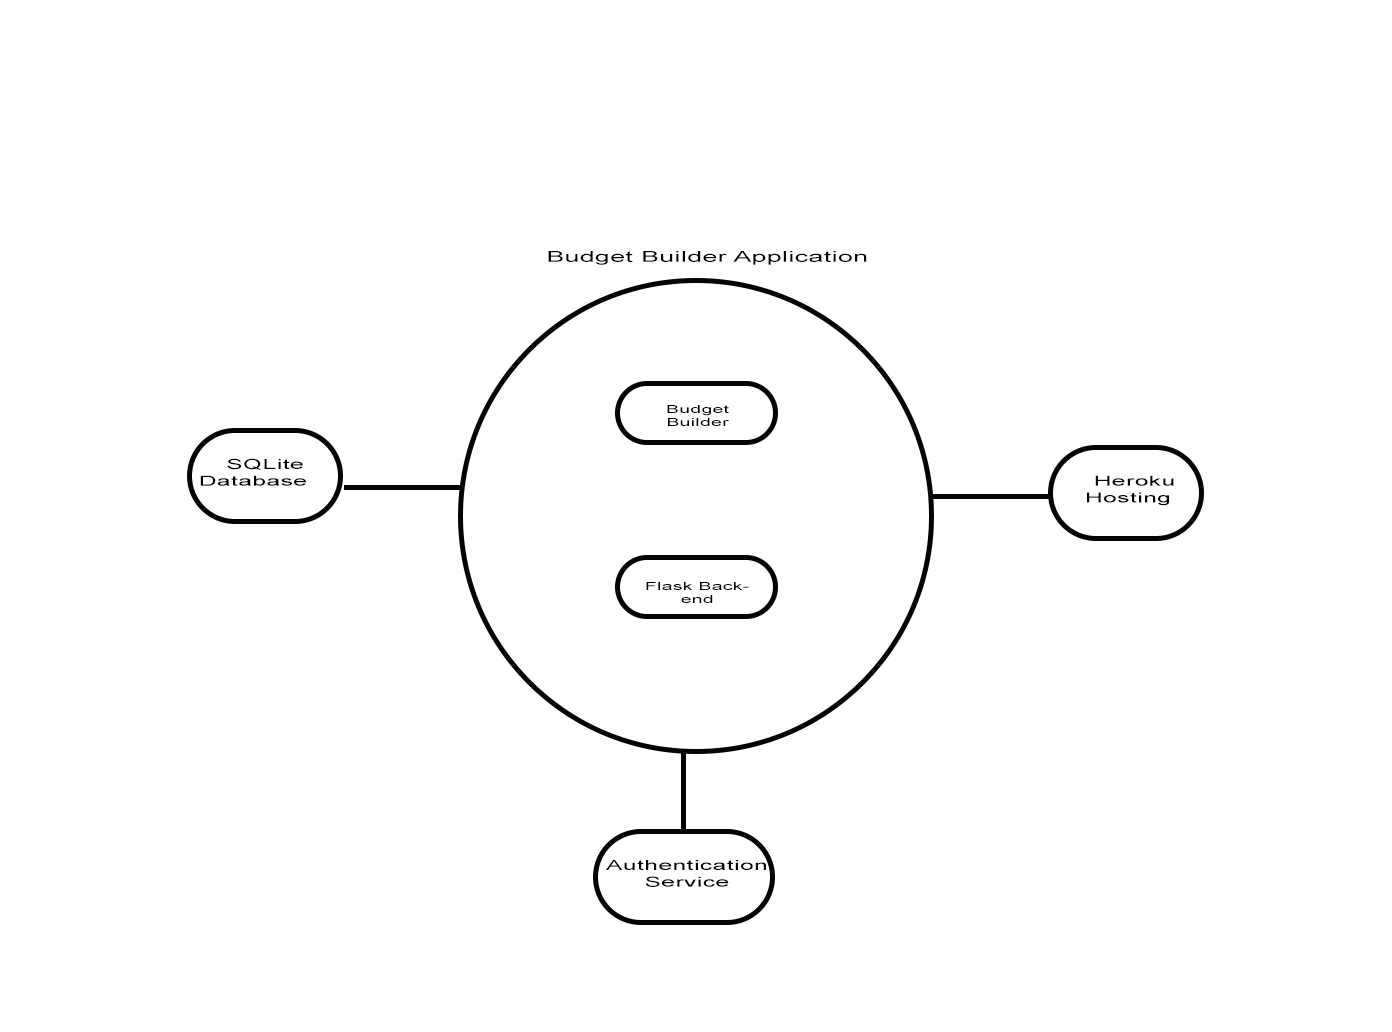 Budget Builder Application
Budget
Builder
SQLite
Database
Heroku
Hosting
Flask Back-
end
Authentication
Service